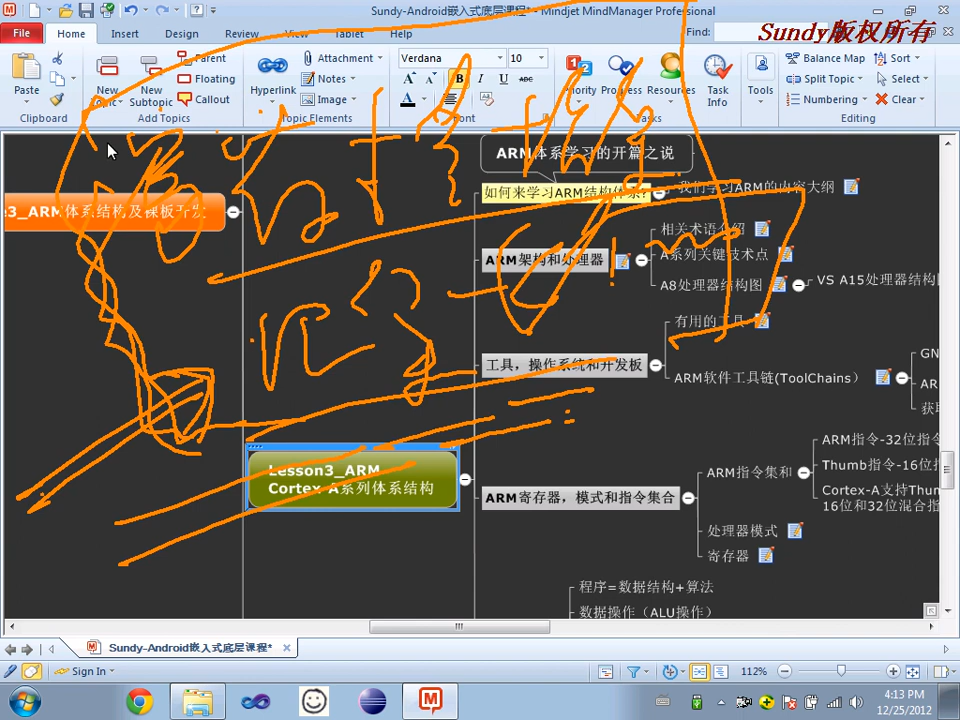 Sundy-Android嵌入式底层课程* - Mindjet MindManager Professional
File Home Insert Design Review View Tablet Help Find:
Sundy版权所有
Paste
Clipboard
New Topic
New Subtopic
Parent
Floating
Callout
Add Topics
Hyperlink
Attachment
Notes
Image
Topic Elements
Verdana 10
B I U ABC
Font
Priority Progress Resources Task Info
Tasks
Tools
Balance Map Sort
Split Topic Select
Numbering Clear
Editing
ARM体系学习的开篇之说
如何来学习ARM结构体系?
我们学习ARM的内容大纲
3_ARM体系结构及裸板开发
相关术语介绍
ARM架构和处理器
A系列关键技术点
A8处理器结构图
VS A15处理器结构
有用的工具
工具，操作系统和开发板
ARM软件工具链(ToolChains）
GN
AR
获取
Lesson3_ARM
Cortex-A系列体系结构
ARM寄存器，模式和指令集合
ARM指令集和
ARM指令-32位指令
Thumb指令-16位
Cortex-A支持Thum
16位和32位混合指
处理器模式
寄存器
程序=数据结构+算法
数据操作（ALU操作）
Sundy-Android嵌入式底层课程*
Sign In
112%
4:13 PM
12/25/2012